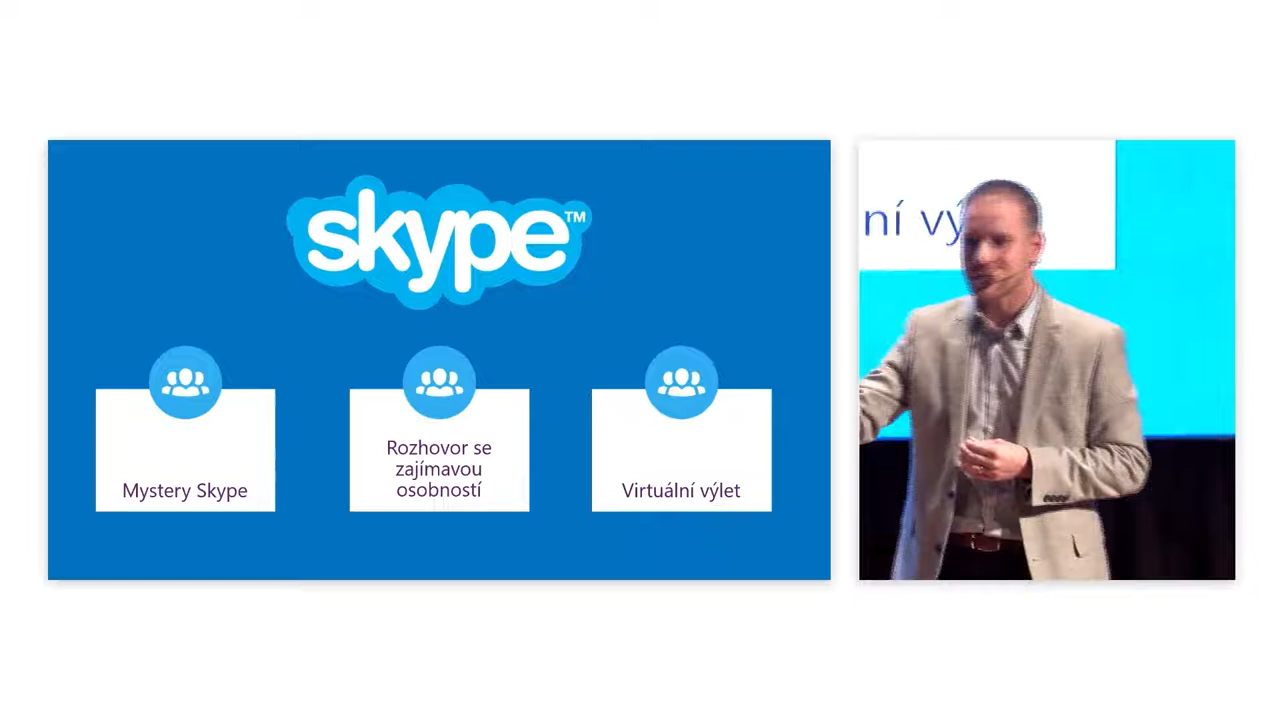 skype™
Mystery Skype
Rozhovor se
zajímavou
osobností
Virtuální výlet
ní vý